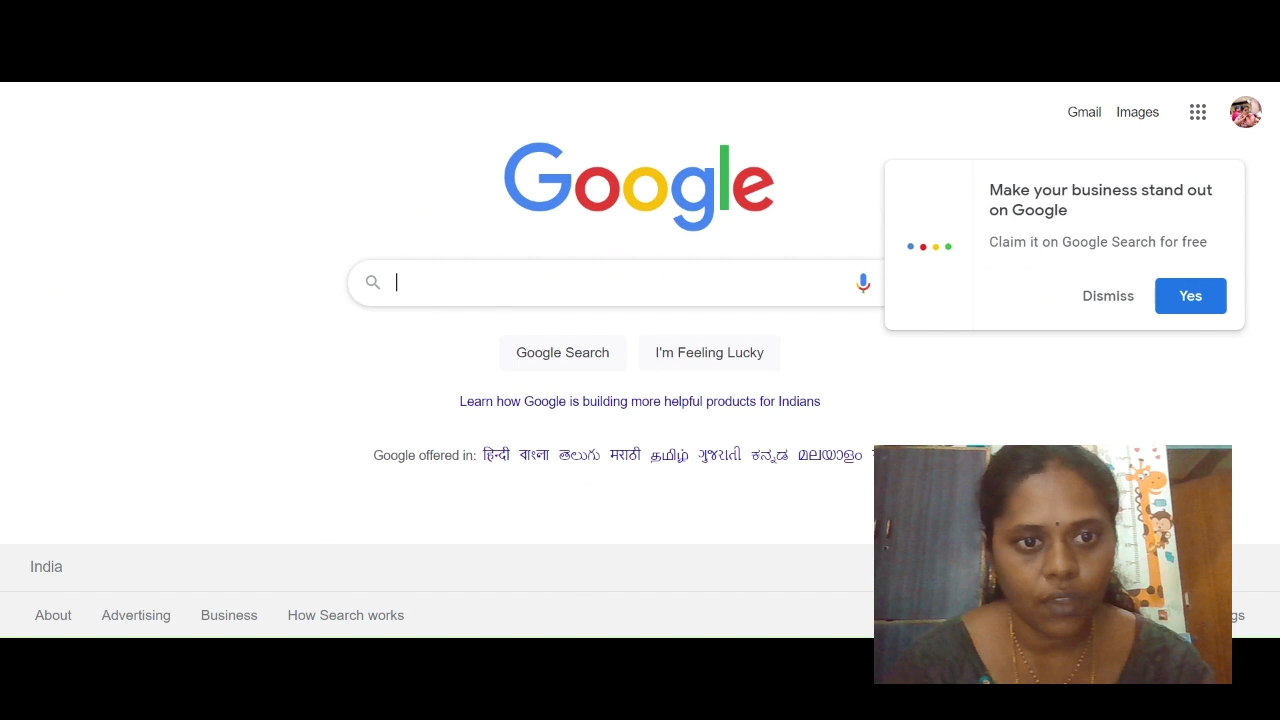 Gmail Images
Google
Make your business stand out
on Google
Claim it on Google Search for free
Dismiss Yes
Google Search I'm Feeling Lucky
Learn how Google is building more helpful products for Indians
Google offered in: हिन्दी বাংলা తెలుగు मराठी தமிழ் ગુજરાતી ಕನ್ನಡ മലയാളം
India
About Advertising Business How Search works